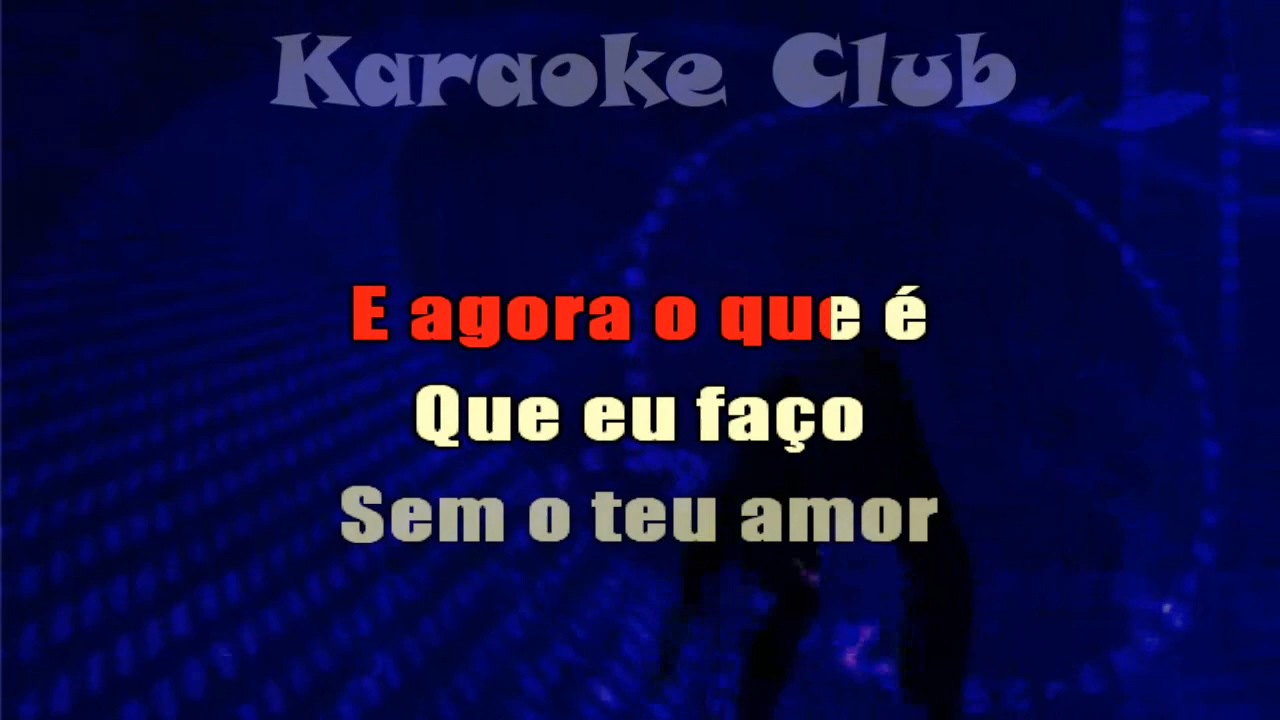 Karaoke Club
E agora o que é
Que eu faço
Sem o teu amor